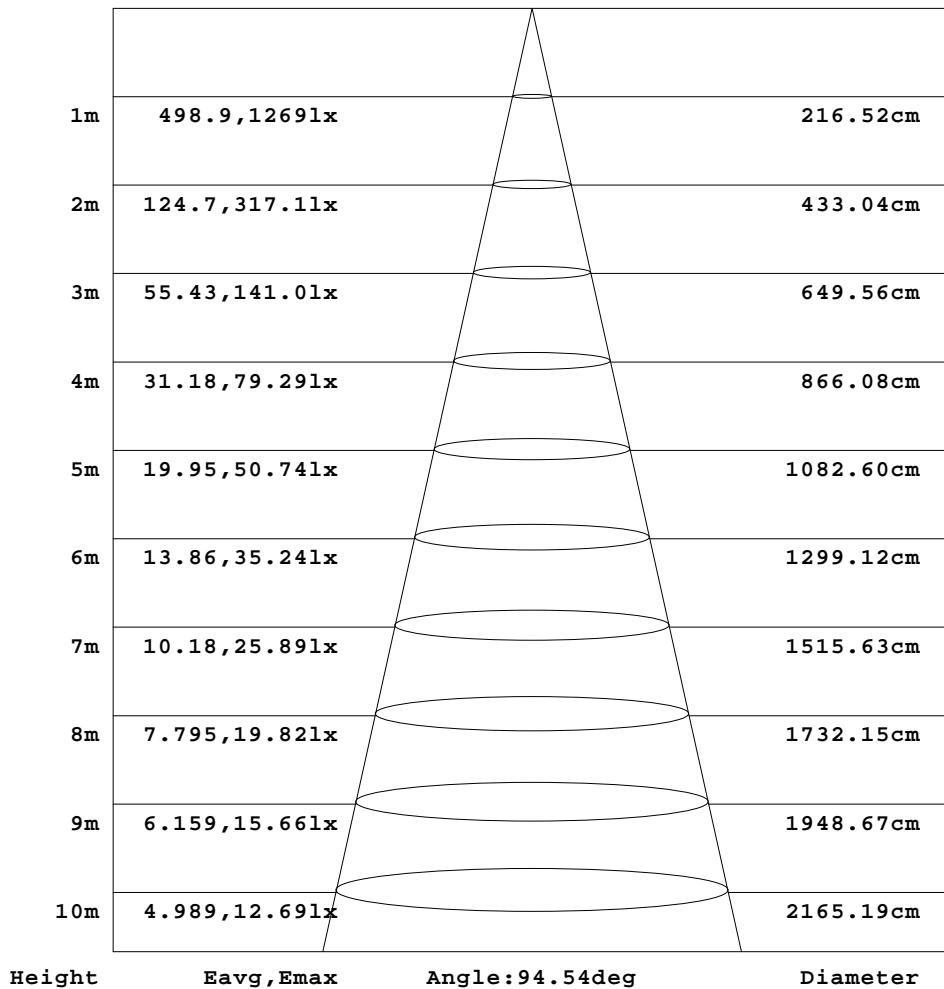 1m 498.9,1269lx 216.52cm
2m 124.7,317.1lx 433.04cm
3m 55.43,141.0lx 649.56cm
4m 31.18,79.29lx 866.08cm
5m 19.95,50.74lx 1082.60cm
6m 13.86,35.24lx 1299.12cm
7m 10.18,25.89lx 1515.63cm
8m 7.795,19.82lx 1732.15cm
9m 6.159,15.66lx 1948.67cm
10m 4.989,12.69lx 2165.19cm
Height Eavg,Emax Angle:94.54deg Diameter